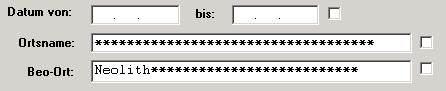 Datum von: . . bis: . .
Ortsname: ***********************************
Beo-Ort: Neolith**************************